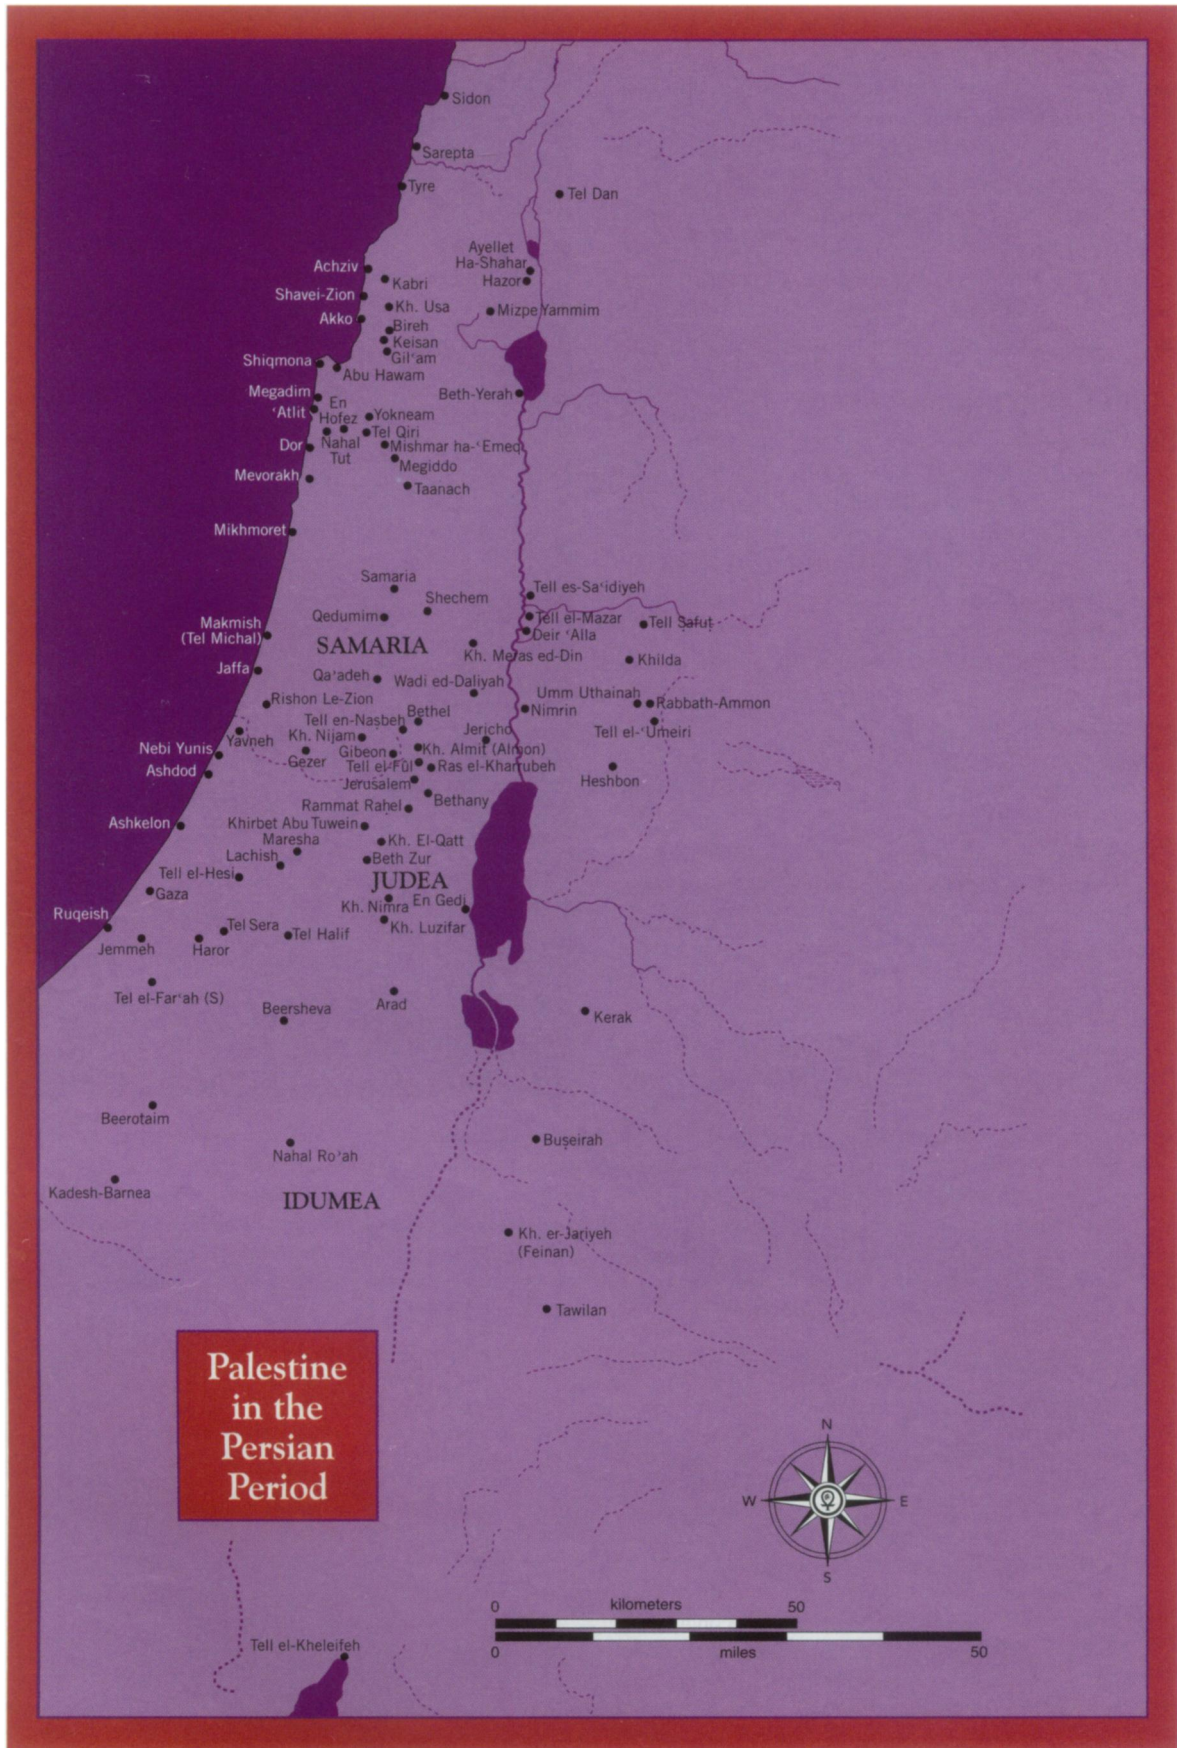 Sidon
Sarepta
Tyre
Tel Dan
Ayellet
Ha-Shahar
Hazor
Achziv
Kabri
Shavei-Zion
Kh. Usa
Mizpe Yammim
Akko
Bireh
Keisan
Gil‘am
Shiqmona
Abu Hawam
Megadim
En
Hofez
Beth-Yerah
‘Atlit
Yokneam
Tel Qiri
Nahal
Tut
Dor
Mishmar ha-‘Emeq
Megiddo
Mevorakh
Taanach
Mikhmoret
Samaria
Shechem
Tell es-Sa‘idiyeh
Qedumim
Tell el-Mazar
Tell Safut
Makmish
(Tel Michal)
Deir ‘Alla
SAMARIA
Kh. Meras ed-Din
Khilda
Jaffa
Qa’adeh
Wadi ed-Daliyah
Umm Uthainah
Rabbath-Ammon
Rishon Le-Zion
Bethel
Nimrin
Tell en-Nasbeh
Jericho
Tell el-‘Umeiri
Yavneh
Kh. Nijam
Nebi Yunis
Gezer
Gibeon
Kh. Almit (Almon)
Ashdod
Tell el-Ful
Ras el-Kharrubeh
Heshbon
Jerusalem
Bethany
Rammat Rahel
Ashkelon
Khirbet Abu Tuwein
Maresha
Kh. El-Qatt
Lachish
Beth Zur
Tell el-Hesi
JUDEA
Gaza
En Gedi
Kh. Nimra
Ruqeish
Tel Sera
Tel Halif
Kh. Luzifar
Jemmeh
Haror
Tel el-Far‘ah (S)
Beersheva
Arad
Kerak
Beerotaim
Buṣeirah
Nahal Ro’ah
Kadesh-Barnea
IDUMEA
Kh. er-Jariyeh
(Feinan)
Tawilan
Palestine
in the
Persian
Period
N
W
E
S
0 kilometers 50
0 miles 50
Tell el-Kheleifeh